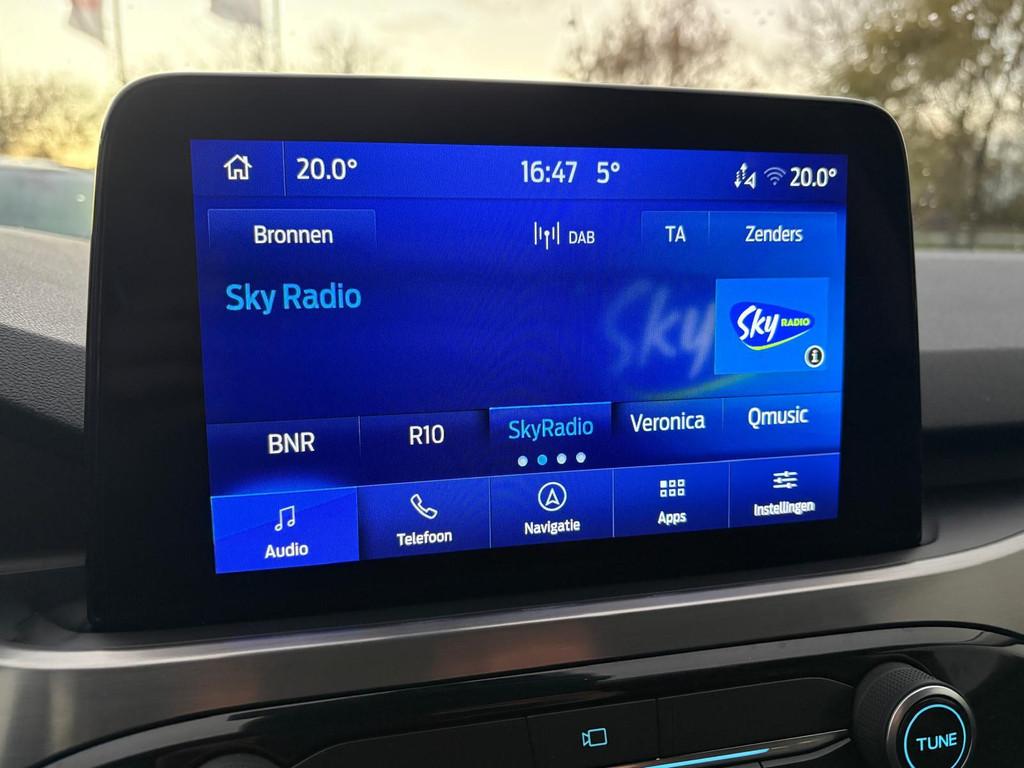 20.0° 16:47 5° 20.0°
Bronnen DAB TA Zenders
Sky Radio
Sky
Sky RADIO
i
BNR R10 SkyRadio Veronica Qmusic
Audio Telefoon Navigatie Apps Instellingen
TUNE